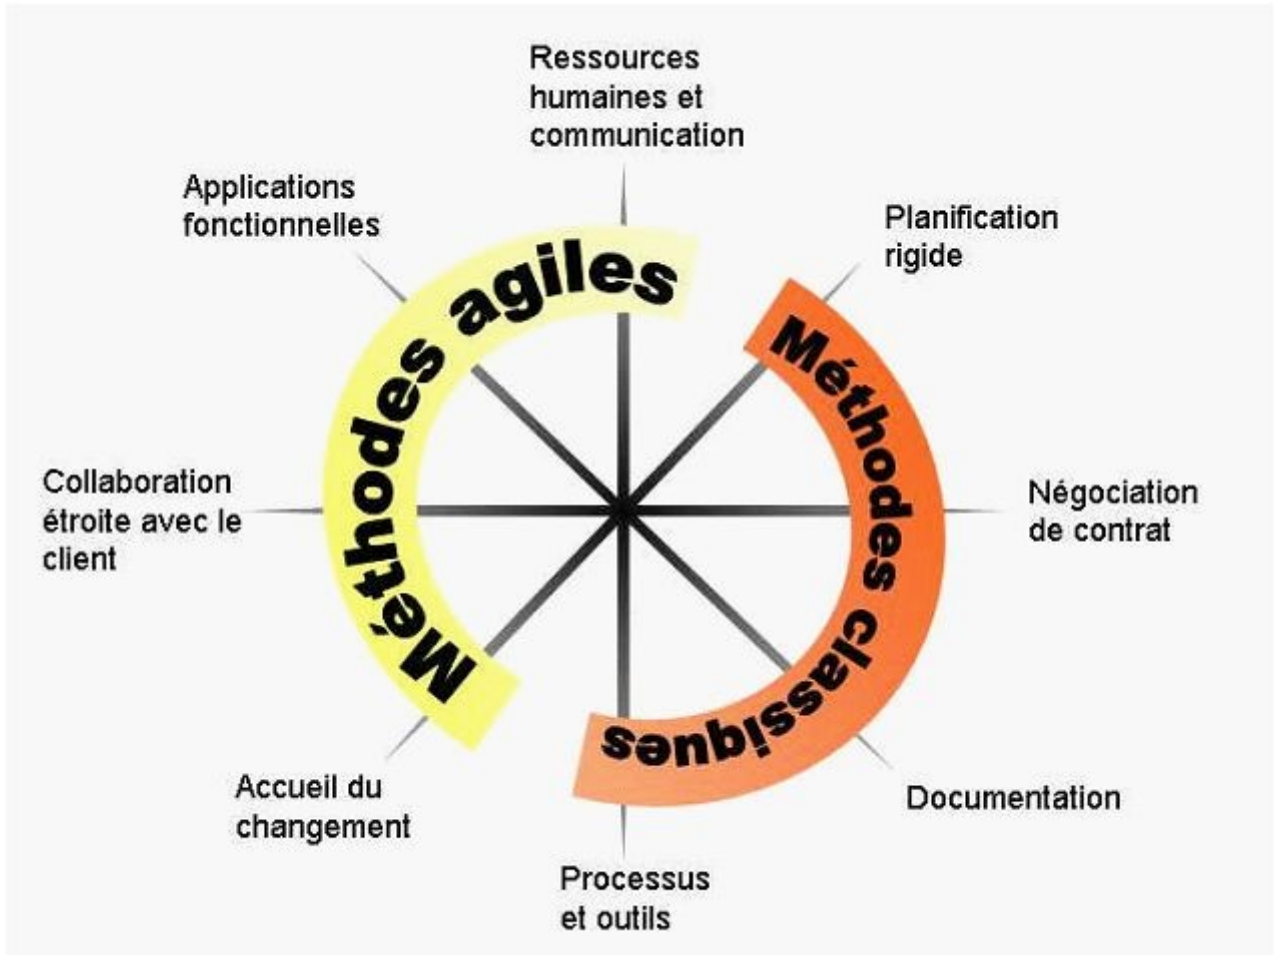 Ressources
humaines et
communication
Applications
fonctionnelles
Planification
rigide
Méthodes agiles
Méthodes classiques
Collaboration
étroite avec le
client
Négociation
de contrat
Accueil du
changement
Documentation
Processus
et outils